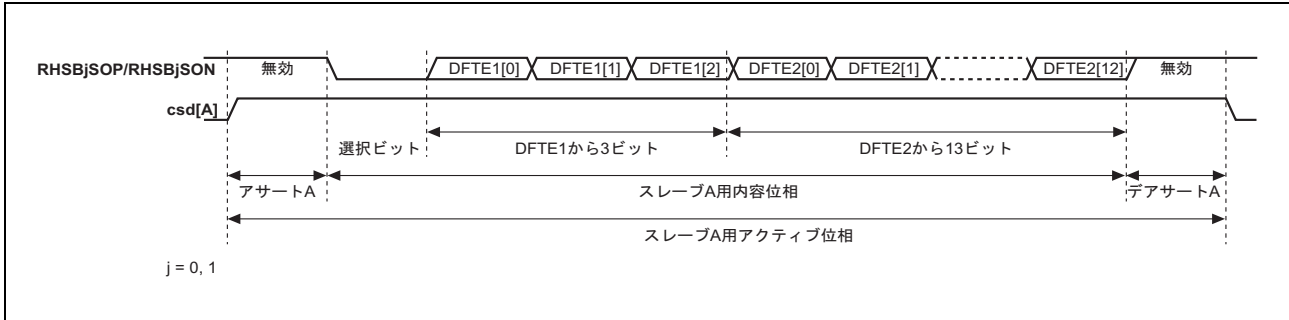 RHSBjSOP/RHSBjSON 無効 DFTE1[0] DFTE1[1] DFTE1[2] DFTE2[0] DFTE2[1] DFTE2[12] 無効
csd[A]
選択ビット DFTE1から3ビット DFTE2から13ビット
アサートA スレーブA用内容位相 デアサートA
スレーブA用アクティブ位相
j = 0, 1